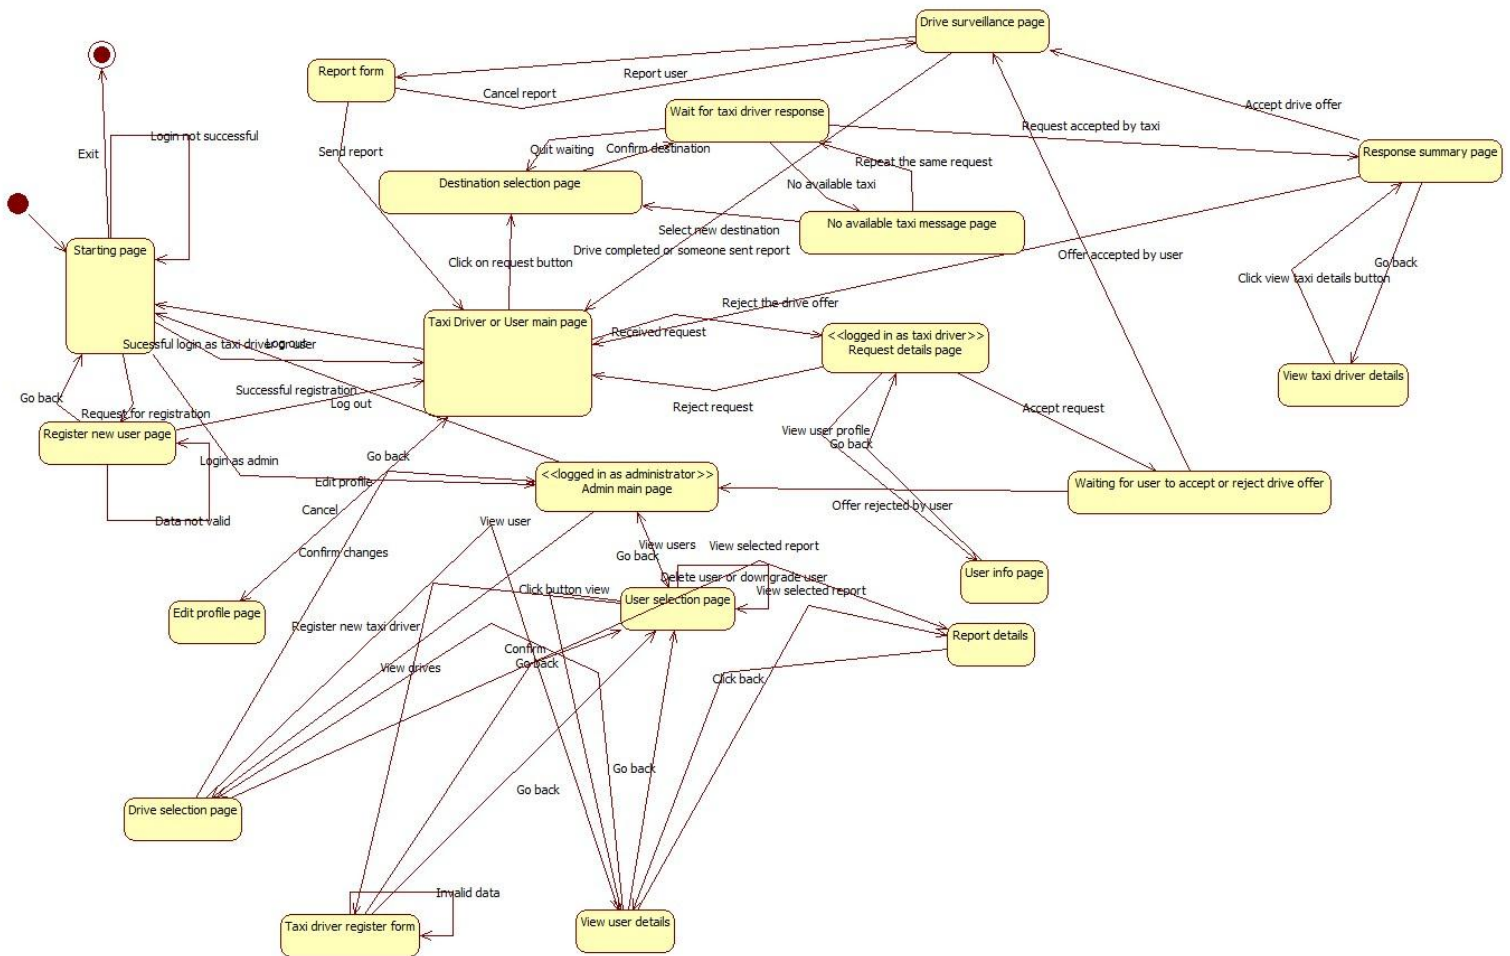 Drive surveillance page
Report form
Report user
Cancel report
Wait for taxi driver response
Accept drive offer
Request accepted by taxi
Login not successful
Exit
Send report
Quit waiting
Confirm destination
Repeat the same request
Response summary page
Destination selection page
No available taxi
No available taxi message page
Select new destination
Starting page
Drive completed or someone sent report
Offer accepted by user
Click on request button
Go back
Click view taxi details button
Reject the drive offer
Taxi Driver or User main page
Received request
<<logged in as taxi driver>>
Request details page
Sucessful login as taxi driver or user
Logout
View taxi driver details
Successful registration
Go back
Log out
Request for registration
Reject request
Accept request
Register new user page
View user profile
Go back
Login as admin
Go back
<<logged in as administrator>>
Admin main page
Edit profile
Waiting for user to accept or reject drive offer
Cancel
Offer rejected by user
Data not valid
View user
Confirm changes
View users
View selected report
Go back
User info page
Delete user or downgrade user
Click button view
View selected report
User selection page
Edit profile page
Register new taxi driver
Report details
Confirm
Go back
View drives
Click back
Go back
Go back
Drive selection page
Invalid data
Taxi driver register form
View user details